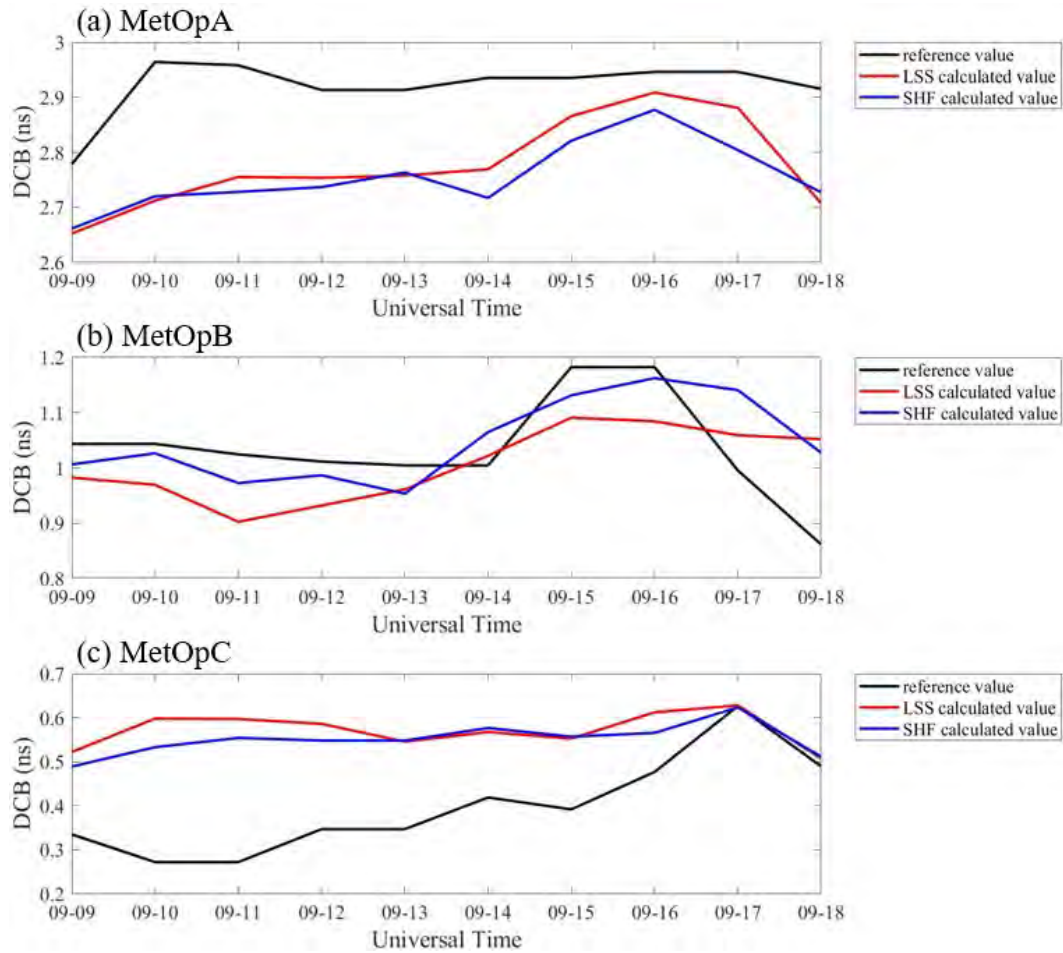 (a) MetOpA
3
2.9
2.8
2.7
2.6
DCB (ns)
09-09 09-10 09-11 09-12 09-13 09-14 09-15 09-16 09-17 09-18
Universal Time
reference value
LSS calculated value
SHF calculated value
(b) MetOpB
1.2
1.1
1
0.9
0.8
DCB (ns)
09-09 09-10 09-11 09-12 09-13 09-14 09-15 09-16 09-17 09-18
Universal Time
reference value
LSS calculated value
SHF calculated value
(c) MetOpC
0.7
0.6
0.5
0.4
0.3
0.2
DCB (ns)
09-09 09-10 09-11 09-12 09-13 09-14 09-15 09-16 09-17 09-18
Universal Time
reference value
LSS calculated value
SHF calculated value